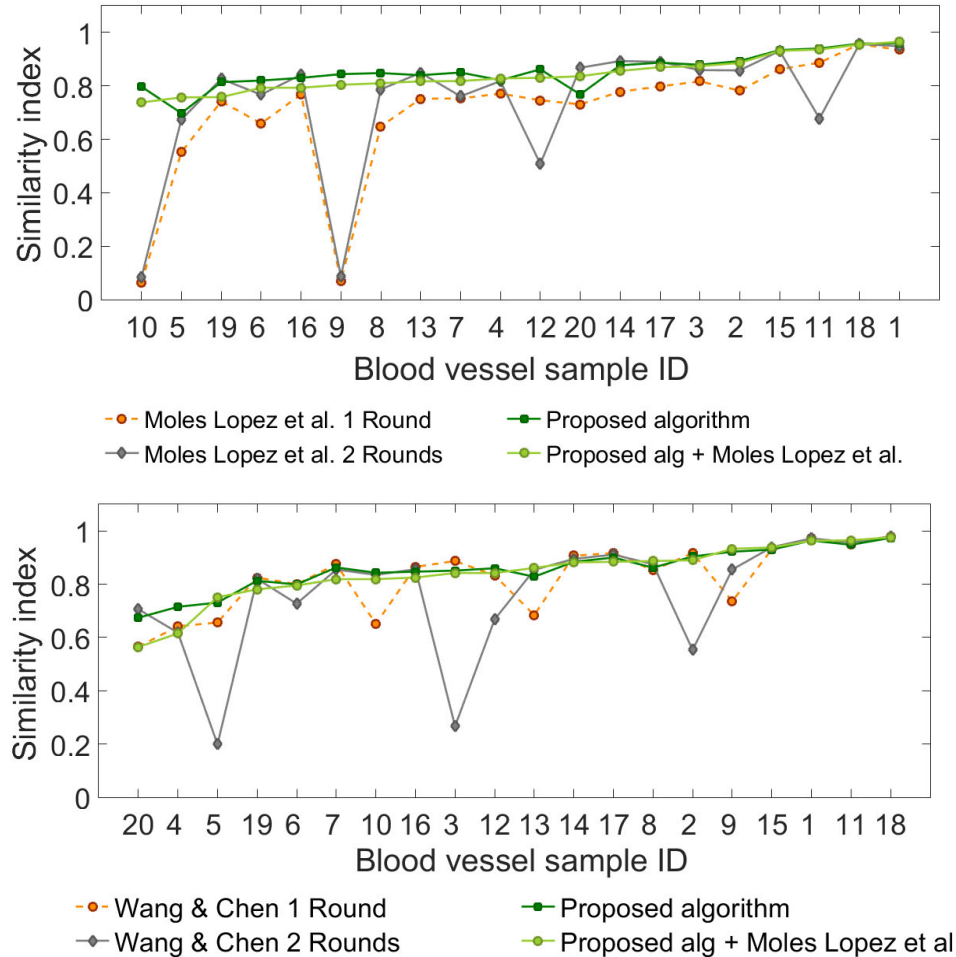 1
0.8
0.6
0.4
0.2
0
Similarity index
10 5 19 6 16 9 8 13 7 4 12 20 14 17 3 2 15 11 18 1
Blood vessel sample ID
Moles Lopez et al. 1 Round
Proposed algorithm
Moles Lopez et al. 2 Rounds
Proposed alg + Moles Lopez et al.
1
0.8
0.6
0.4
0.2
0
Similarity index
20 4 5 19 6 7 10 16 3 12 13 14 17 8 2 9 15 1 11 18
Blood vessel sample ID
Wang & Chen 1 Round
Proposed algorithm
Wang & Chen 2 Rounds
Proposed alg + Moles Lopez et al